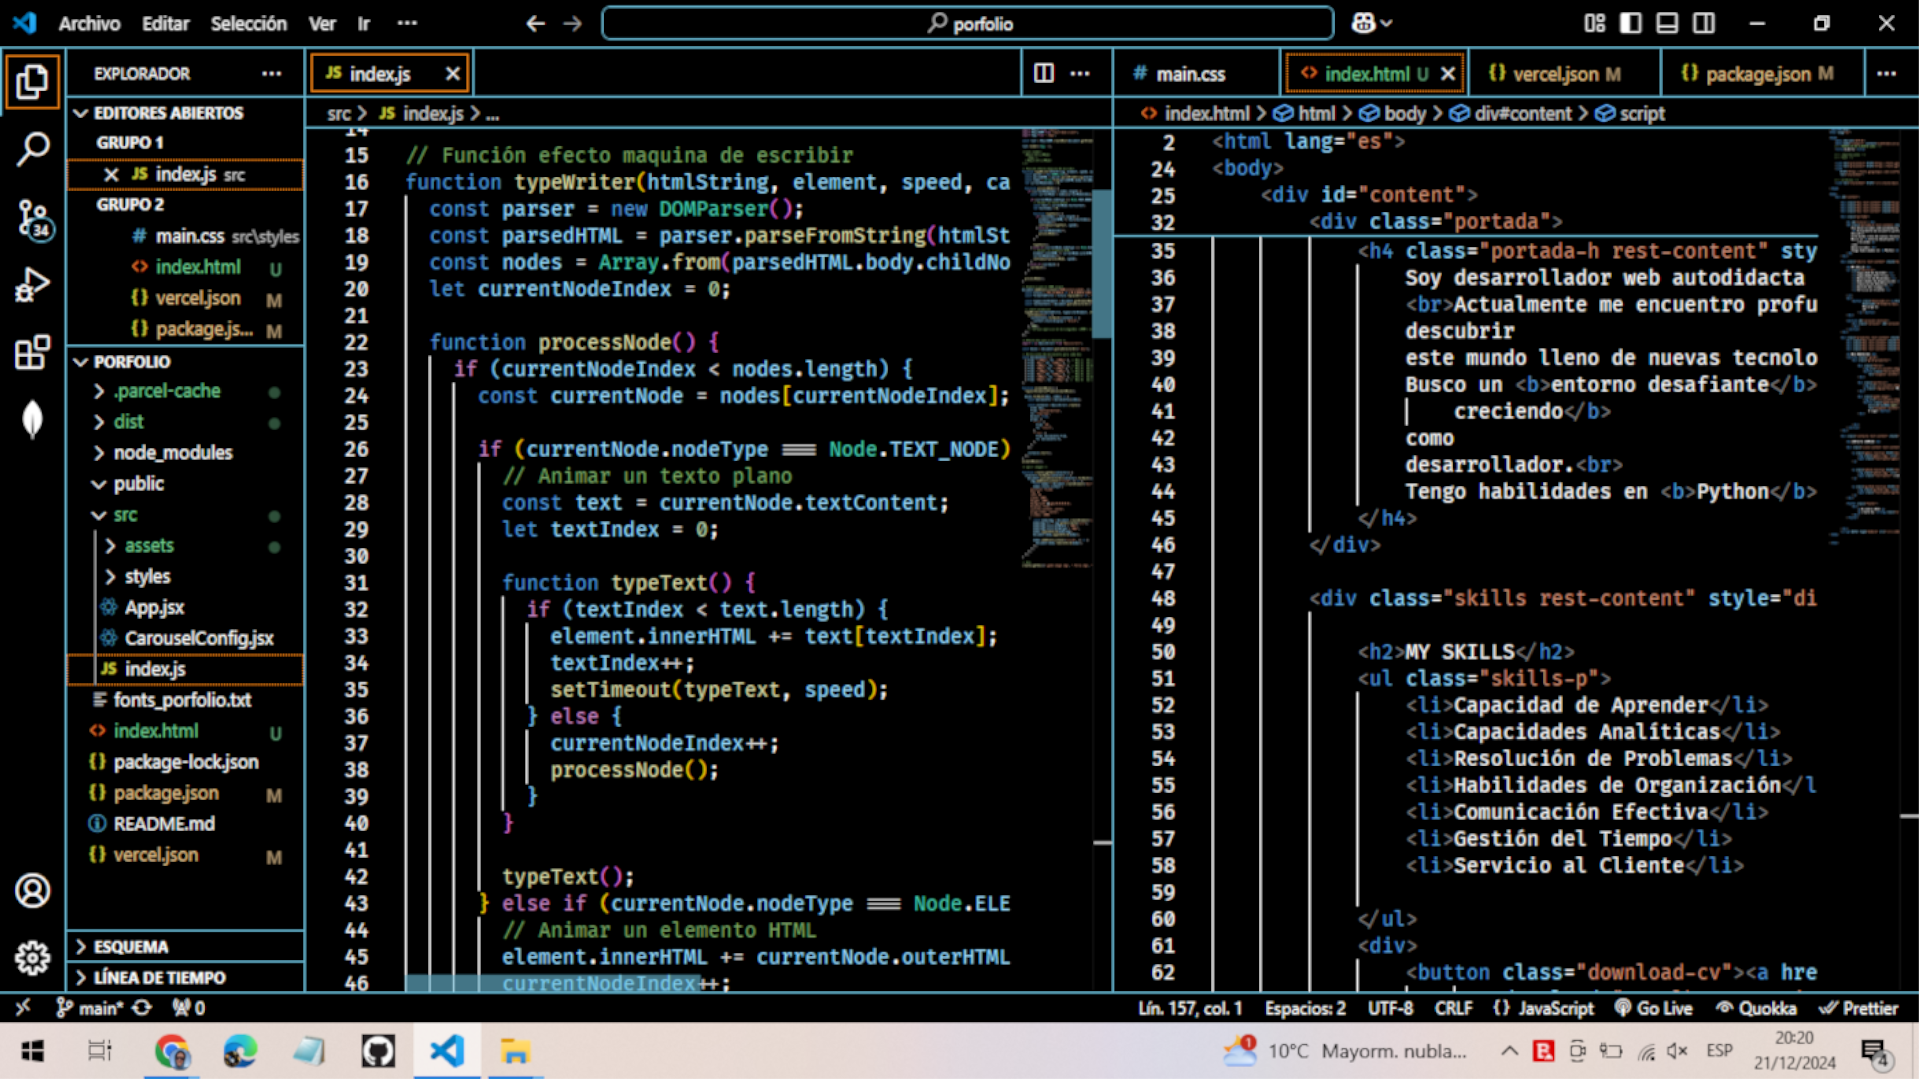 Archivo Editar Selección Ver Ir ··· porfolio
EXPLORADOR ···
EDITORES ABIERTOS
GRUPO 1
JS index.js src
GRUPO 2
# main.css src\styles
<> index.html U
{} vercel.json M
{} package.js... M
PORFOLIO
.parcel-cache
dist
node_modules
public
src
assets
styles
App.jsx
CarouselConfig.jsx
JS index.js
fonts_porfolio.txt
<> index.html U
{} package-lock.json
{} package.json M
README.md
{} vercel.json M
ESQUEMA
LÍNEA DE TIEMPO
34
JS index.js ×
src > JS index.js > ...
14
15 // Función efecto maquina de escribir
16 function typeWriter(htmlString, element, speed, ca
17 const parser = new DOMParser();
18 const parsedHTML = parser.parseFromString(htmlSt
19 const nodes = Array.from(parsedHTML.body.childNo
20 let currentNodeIndex = 0;
21
22 function processNode() {
23 if (currentNodeIndex < nodes.length) {
24 const currentNode = nodes[currentNodeIndex];
25
26 if (currentNode.nodeType === Node.TEXT_NODE)
27 // Animar un texto plano
28 const text = currentNode.textContent;
29 let textIndex = 0;
30
31 function typeText() {
32 if (textIndex < text.length) {
33 element.innerHTML += text[textIndex];
34 textIndex++;
35 setTimeout(typeText, speed);
36 } else {
37 currentNodeIndex++;
38 processNode();
39 }
40 }
41
42 typeText();
43 } else if (currentNode.nodeType === Node.ELE
44 // Animar un elemento HTML
45 element.innerHTML += currentNode.outerHTML
46 currentNodeIndex++;
# main.css <> index.html U × {} vercel.json M {} package.json M ···
<> index.html > html > body > div#content > script
2 <html lang="es">
24 <body>
25 <div id="content">
32 <div class="portada">
35 <h4 class="portada-h rest-content" sty
36 Soy desarrollador web autodidacta
37 <br>Actualmente me encuentro profu
38 descubrir
39 este mundo lleno de nuevas tecnolo
40 Busco un <b>entorno desafiante</b>
41 creciendo</b>
42 como
43 desarrollador.<br>
44 Tengo habilidades en <b>Python</b>
45 </h4>
46 </div>
47
48 <div class="skills rest-content" style="di
49
50 <h2>MY SKILLS</h2>
51 <ul class="skills-p">
52 <li>Capacidad de Aprender</li>
53 <li>Capacidades Analíticas</li>
54 <li>Resolución de Problemas</li>
55 <li>Habilidades de Organización</l
56 <li>Comunicación Efectiva</li>
57 <li>Gestión del Tiempo</li>
58 <li>Servicio al Cliente</li>
59
60 </ul>
61 <div>
62 <button class="download-cv"><a hre
main* 0 Lín. 157, col. 1 Espacios: 2 UTF-8 CRLF {} JavaScript Go Live Quokka Prettier
1 10°C Mayorm. nubla... ESP 20:20
21/12/2024 4